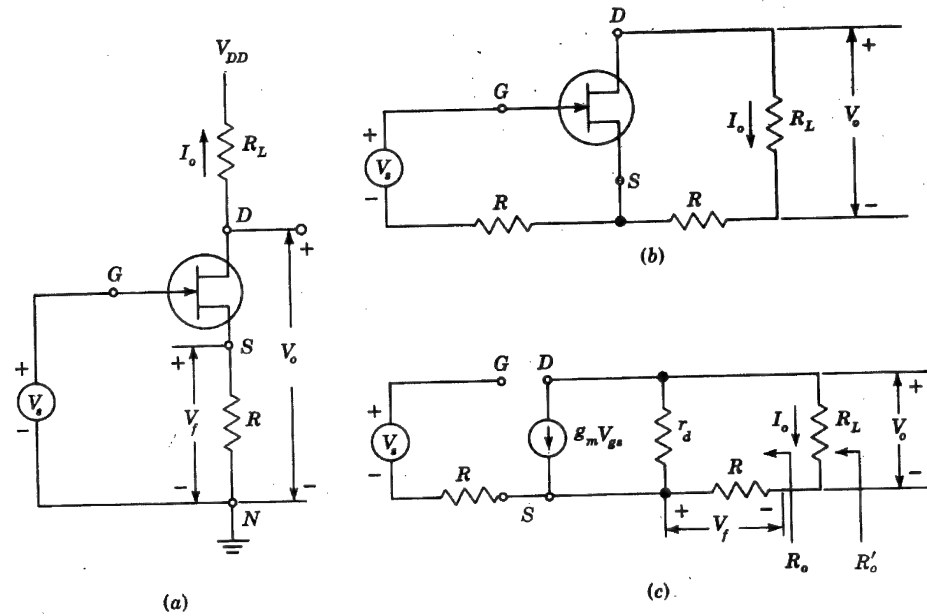 V_DD
I_o
R_L
D
+
G
S
+
+
V_s
−
V_f
R
V_o
−
−
N
(a)
D
+
G
+
V_s
−
I_o
R_L
V_o
S
R
R
−
(b)
G
D
+
+
V_s
−
g_m V_gs
r_d
I_o
R_L
V_o
R
R
S
+
−
−
V_f
R_o
R'_o
(c)